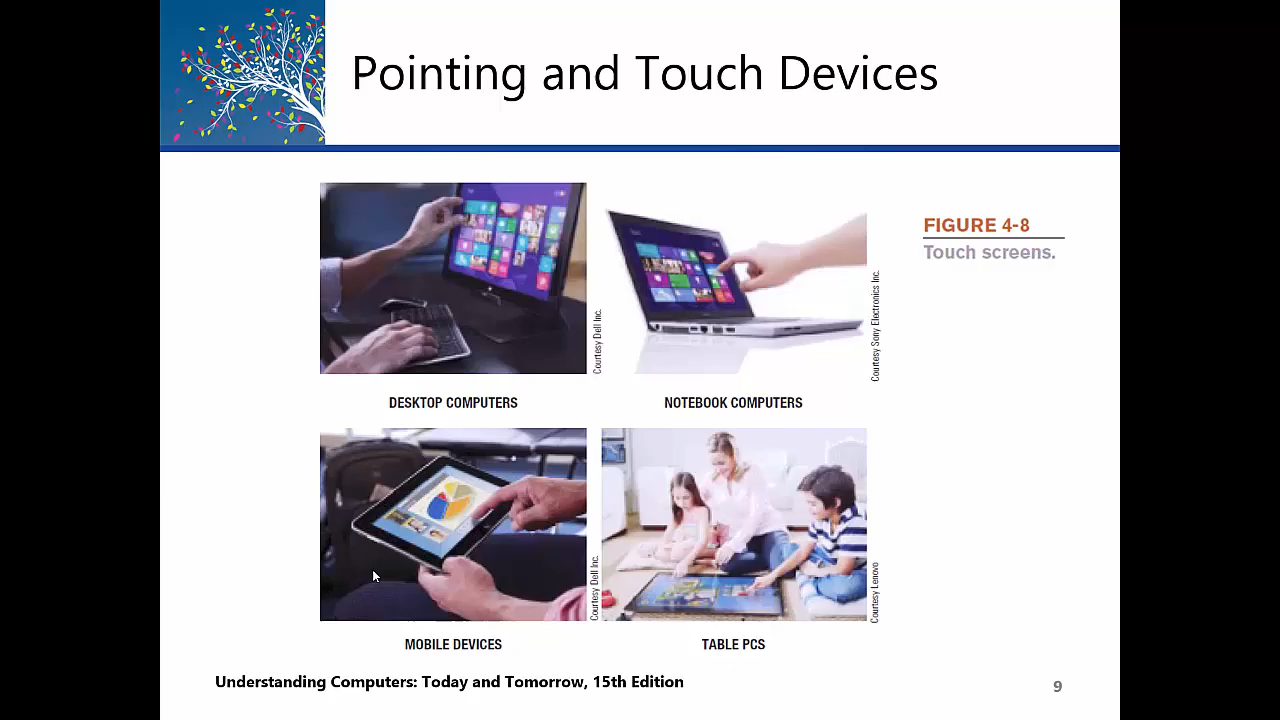 Pointing and Touch Devices
FIGURE 4-8
Touch screens.
Courtesy Dell Inc.
Courtesy Sony Electronics Inc.
DESKTOP COMPUTERS
NOTEBOOK COMPUTERS
Courtesy Dell Inc.
Courtesy Lenovo
MOBILE DEVICES
TABLE PCS
Understanding Computers: Today and Tomorrow, 15th Edition
9